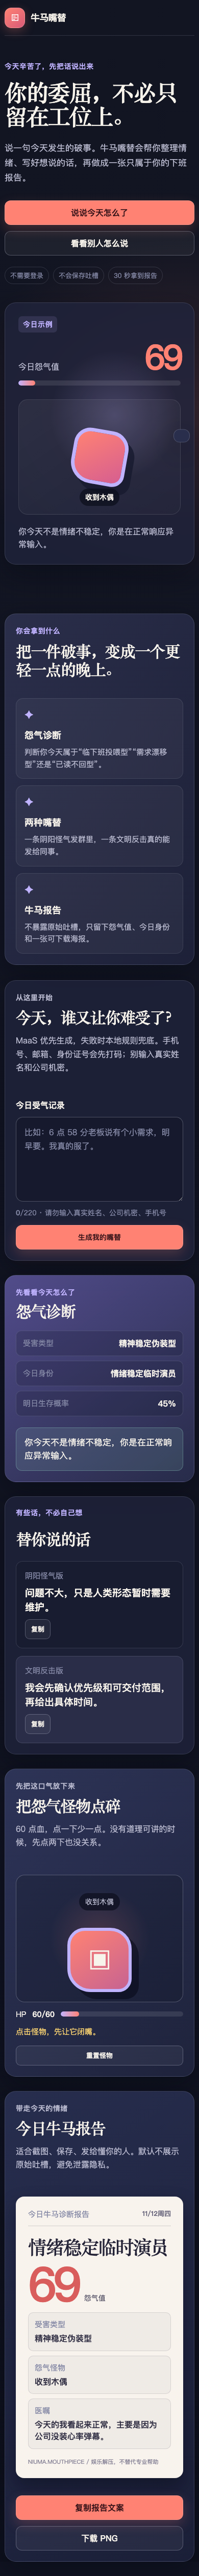 牛马嘴替
今天辛苦了，先把话说出来
你的委屈，不必只
留在工位上。
说一句今天发生的破事。牛马嘴替会帮你整理情
绪、写好想说的话，再做成一张只属于你的下班
报告。
说说今天怎么了
看看别人怎么说
不需要登录
不会保存吐槽
30 秒拿到报告
今日示例
今日怨气值
69
收到木偶
你今天不是情绪不稳定，你是在正常响应异
常输入。
你会拿到什么
把一件破事，变成一个更
轻一点的晚上。
怨气诊断
判断你今天属于“临下班投喂型”“需求漂移
型”还是“已读不回型”。
两种嘴替
一条阴阳怪气发群里，一条文明反击真的能
发给同事。
牛马报告
不暴露原始吐槽，只留下怨气值、今日身份
和一张可下载海报。
从这里开始
今天，谁又让你难受了？
MaaS 优先生成，失败时本地规则兜底。手机
号、邮箱、身份证号会先打码；别输入真实姓
名和公司机密。
今日受气记录
比如：6 点 58 分老板说有个小需求，明
早要。我真的服了。
0/220 · 请勿输入真实姓名、公司机密、手机号
生成我的嘴替
先看看今天怎么了
怨气诊断
受害类型
精神稳定伪装型
今日身份
情绪稳定临时演员
明日生存概率
45%
你今天不是情绪不稳定，你是在正常响
应异常输入。
有些话，不必自己想
替你说的话
阴阳怪气版
问题不大，只是人类形态暂时需要
维护。
复制
文明反击版
我会先确认优先级和可交付范围，
再给出具体时间。
复制
先把这口气放下来
把怨气怪物点碎
60 点血，点一下少一点。没有道理可讲的时
候，先点两下也没关系。
收到木偶
HP 60/60
点击怪物，先让它闭嘴。
重置怪物
带走今天的情绪
今日牛马报告
适合截图、保存、发给懂你的人。默认不展示
原始吐槽，避免泄露隐私。
今日牛马诊断报告
11/12周四
情绪稳定临时演员
69 怨气值
受害类型
精神稳定伪装型
怨气怪物
收到木偶
医嘱
今天的我看起来正常，主要是因为
公司没装心率弹幕。
NIUMA.MOUTHPIECE / 娱乐解压，不替代专业帮助
复制报告文案
下载 PNG